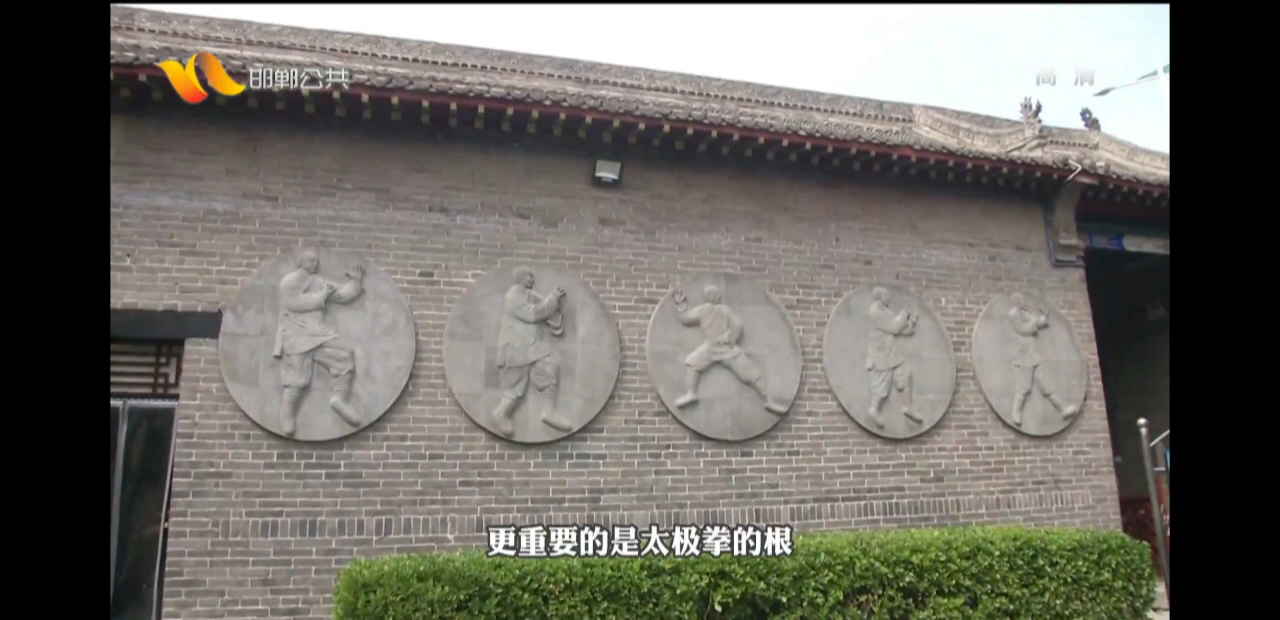 邯郸公共
高清
更重要的是太极拳的根